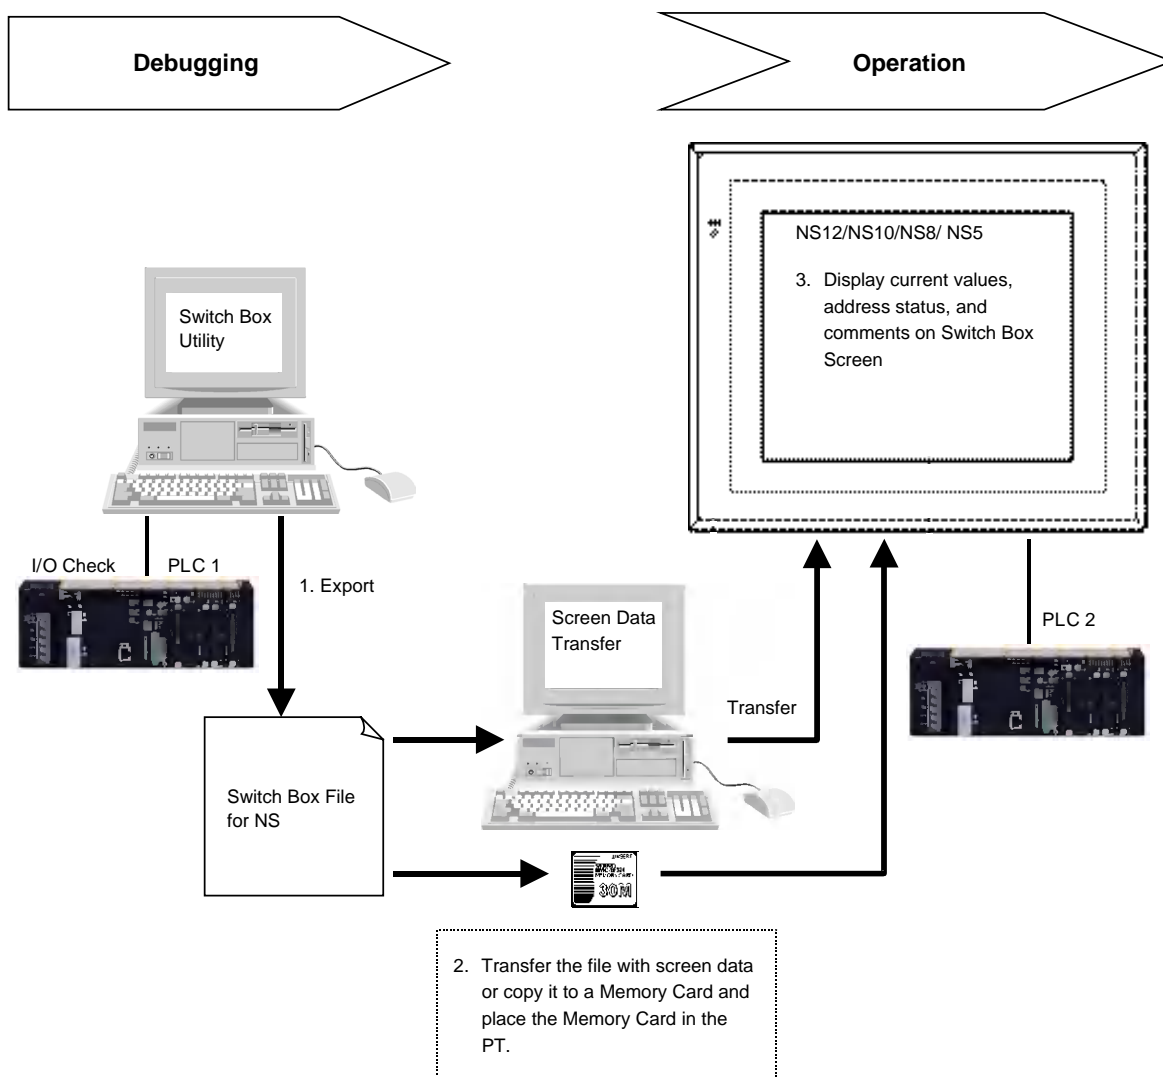 Debugging
Operation
NS12/NS10/NS8/ NS5
3. Display current values,
address status, and
comments on Switch Box
Screen
Switch Box
Utility
I/O Check
PLC 1
1. Export
Screen Data
Transfer
PLC 2
Transfer
Switch Box File
for NS
30M
2. Transfer the file with screen data
or copy it to a Memory Card and
place the Memory Card in the
PT.